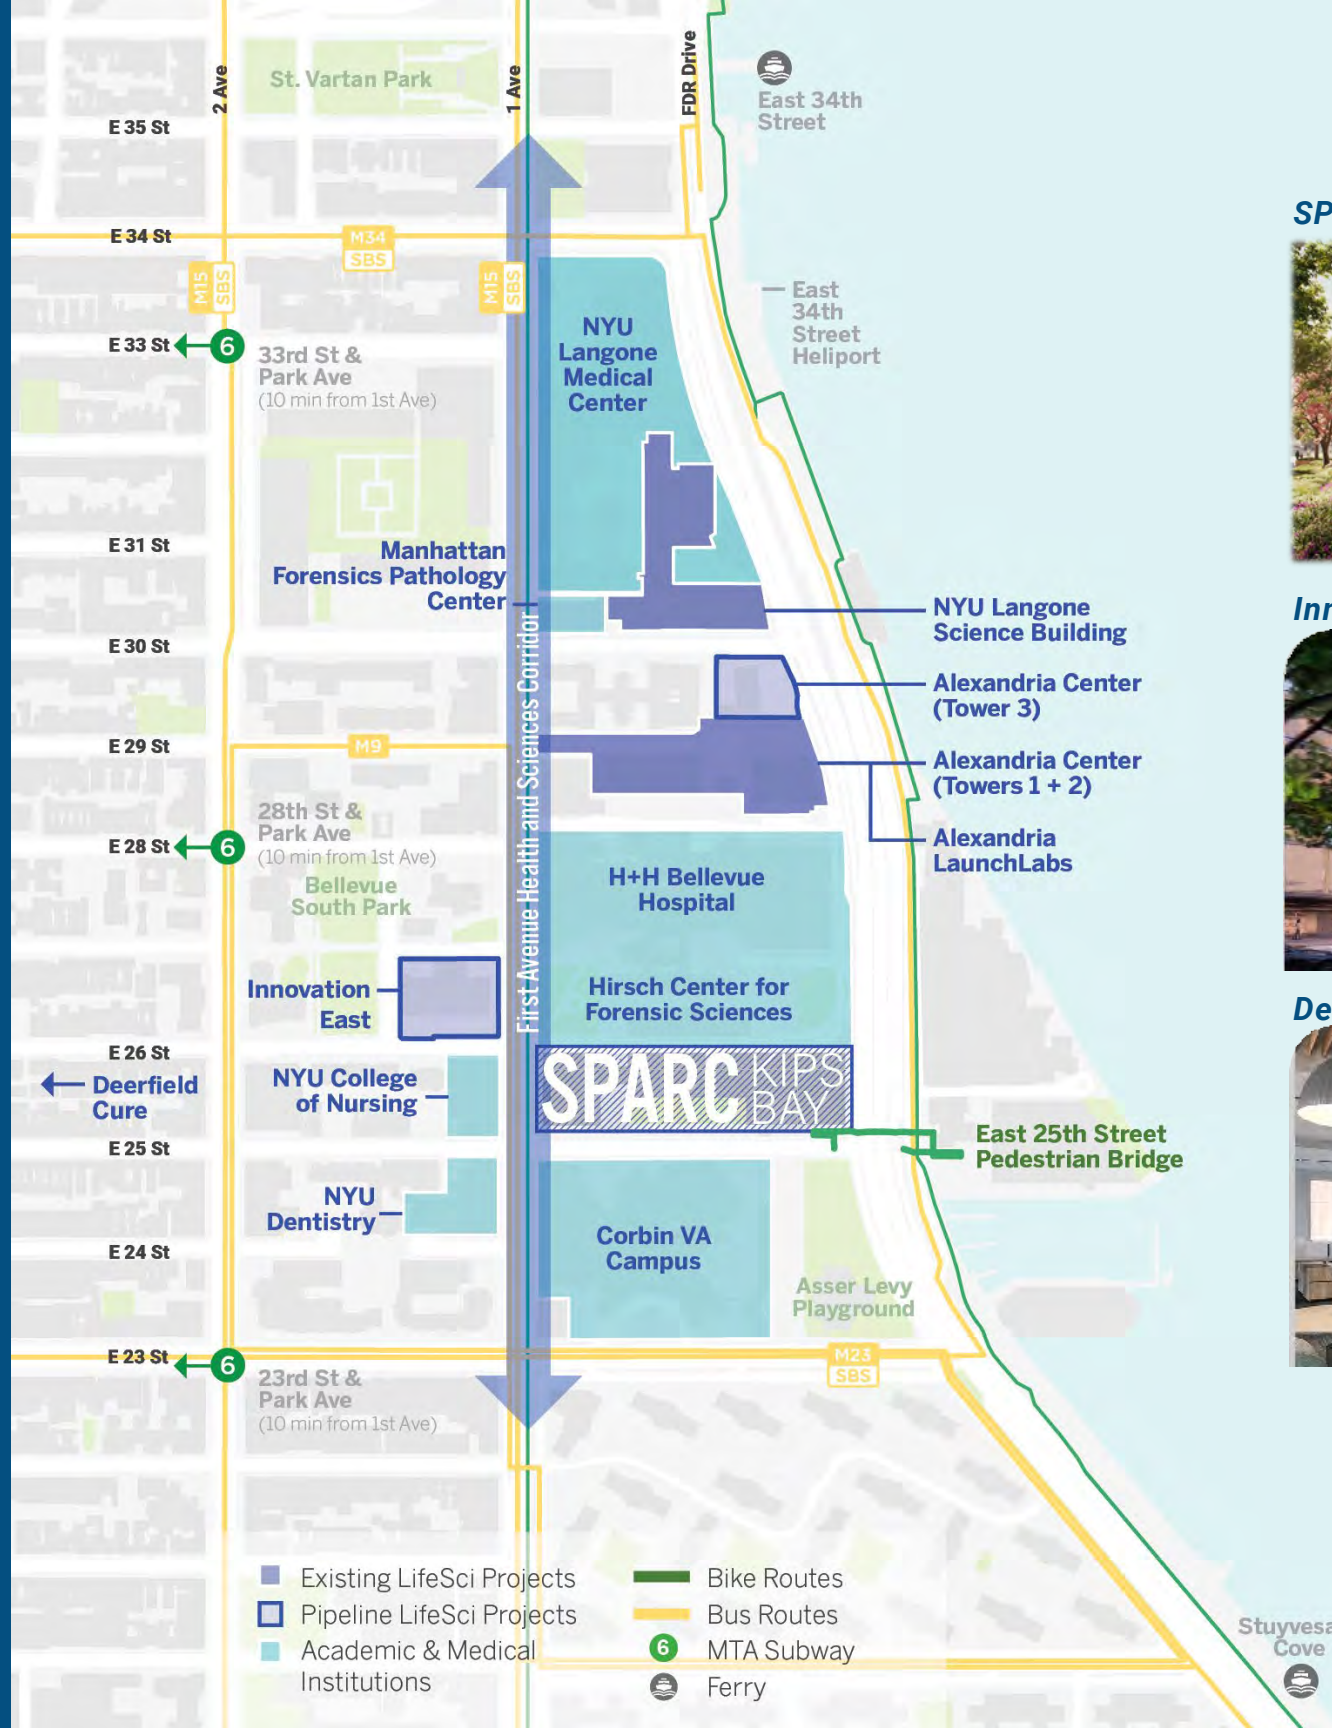 St. Vartan Park
2 Ave
1 Ave
FDR Drive
East 34th
Street
E 35 St
SP
E 34 St
M34
SBS
M15
SBS
M15
SBS
East
34th
Street
Heliport
NYU
Langone
Medical
Center
E 33 St
6
33rd St &
Park Ave
(10 min from 1st Ave)
E 31 St
Manhattan
Forensics Pathology
Center
NYU Langone
Science Building
Inn
E 30 St
Alexandria Center
(Tower 3)
First Avenue Health and Sciences Corridor
E 29 St
M9
Alexandria Center
(Towers 1 + 2)
28th St &
Park Ave
(10 min from 1st Ave)
E 28 St
6
Alexandria
LaunchLabs
Bellevue
South Park
H+H Bellevue
Hospital
Innovation
East
Hirsch Center for
Forensic Sciences
De
E 26 St
Deerfield
Cure
NYU College
of Nursing
SPARC
KIPS
BAY
E 25 St
East 25th Street
Pedestrian Bridge
NYU
Dentistry
Corbin VA
Campus
E 24 St
Asser Levy
Playground
E 23 St
6
M23
SBS
23rd St &
Park Ave
(10 min from 1st Ave)
Existing LifeSci Projects
Pipeline LifeSci Projects
Academic & Medical
Institutions
Bike Routes
Bus Routes
6
MTA Subway
Ferry
Stuyvesa
Cove